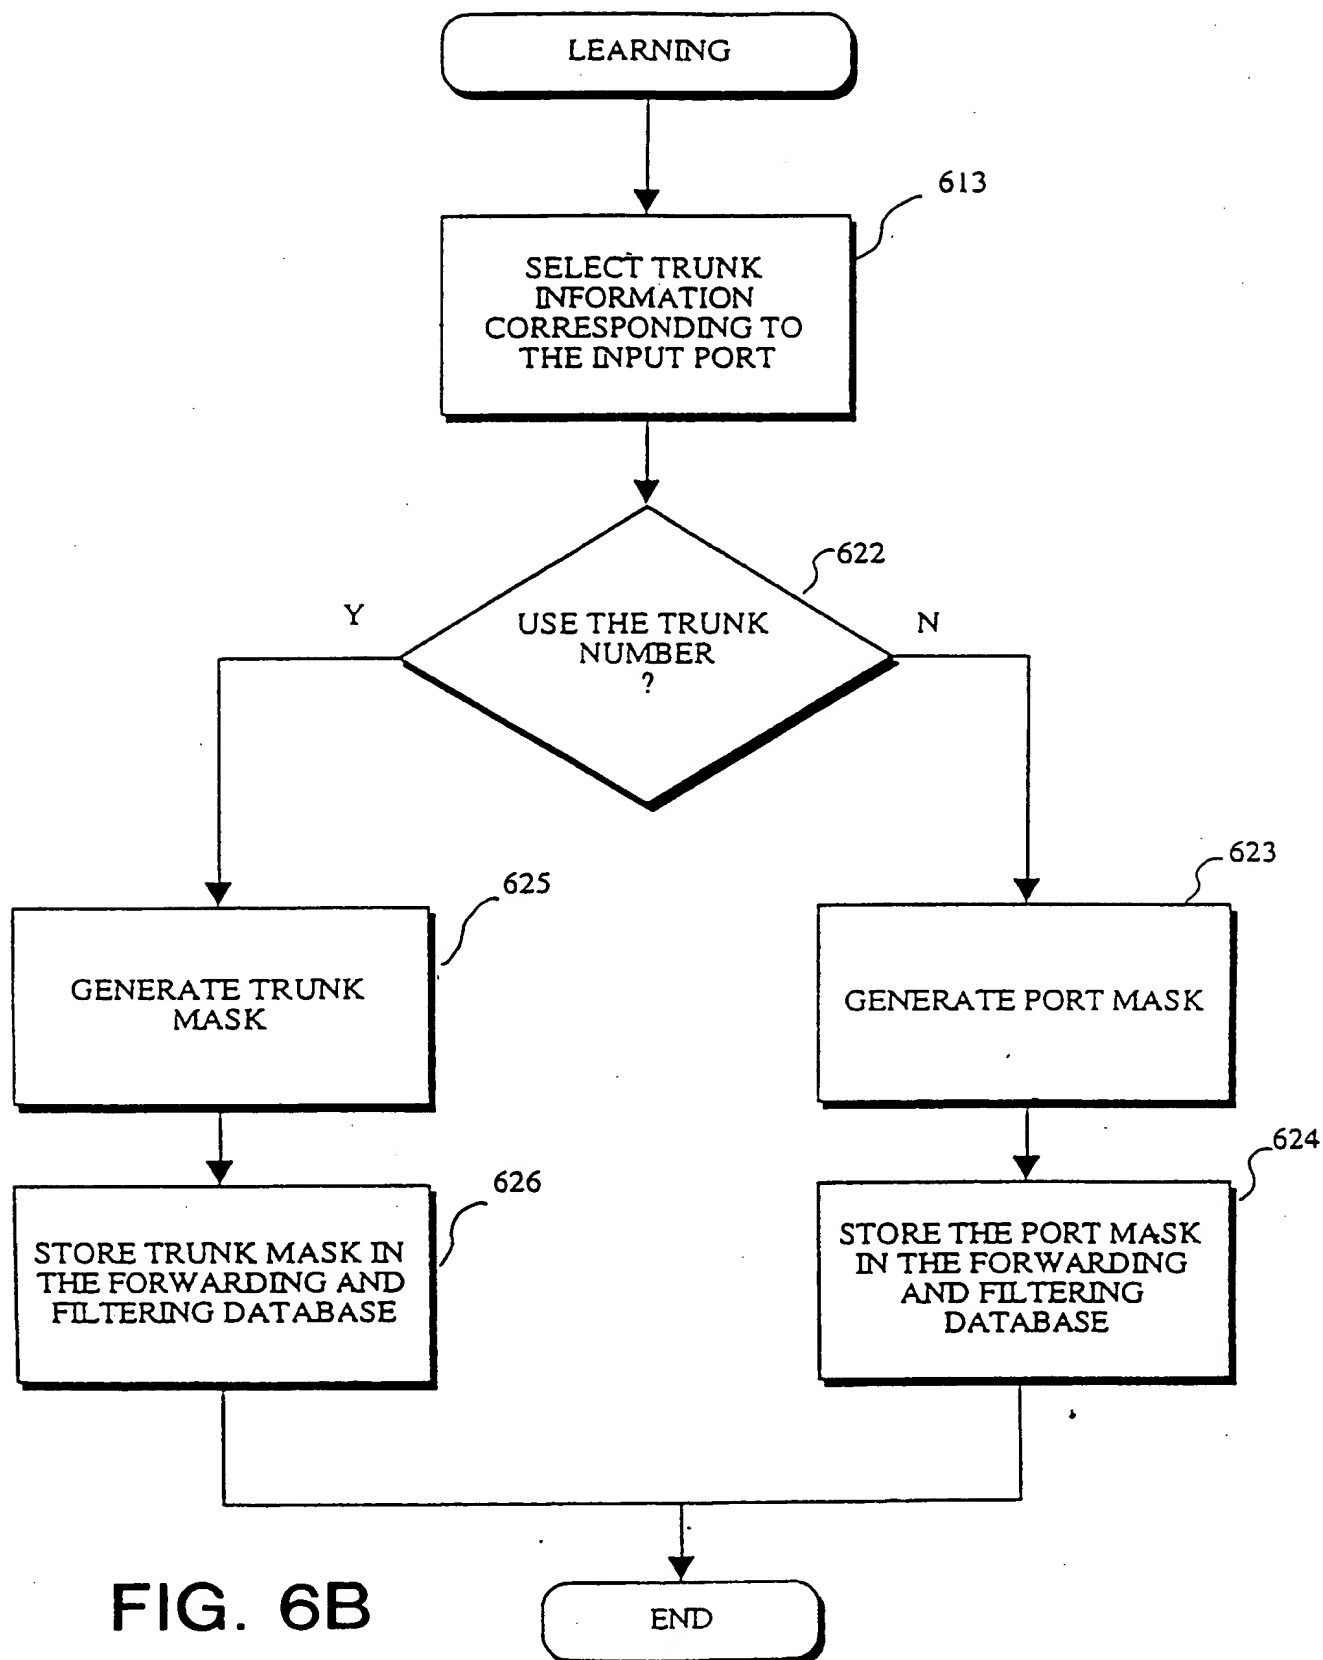 LEARNING
613
SELECT TRUNK
INFORMATION
CORRESPONDING TO
THE INPUT PORT
622
Y
USE THE TRUNK
NUMBER
?
N
625
GENERATE TRUNK
MASK
623
GENERATE PORT MASK
626
STORE TRUNK MASK IN
THE FORWARDING AND
FILTERING DATABASE
624
STORE THE PORT MASK
IN THE FORWARDING
AND FILTERING
DATABASE
END
FIG. 6B